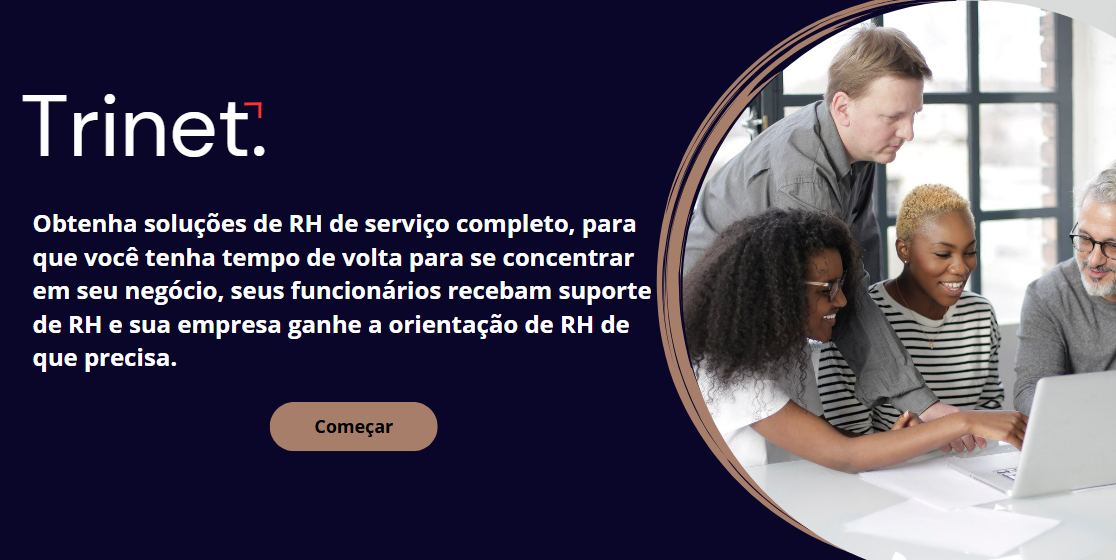 Trinet.
Obtenha soluções de RH de serviço completo, para
que você tenha tempo de volta para se concentrar
em seu negócio, seus funcionários recebam suporte
de RH e sua empresa ganhe a orientação de RH de
que precisa.
Começar